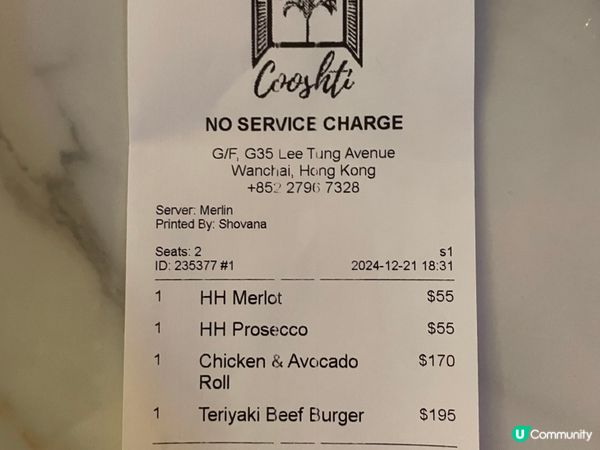 Cooshti
NO SERVICE CHARGE
G/F, G35 Lee Tung Avenue
Wanchai, Hong Kong
+852 2796 7328
Server: Merlin
Printed By: Shovana
Seats: 2 s1
ID: 235377 #1 2024-12-21 18:31
1 HH Merlot $55
1 HH Prosecco $55
1 Chicken & Avocado $170
Roll
1 Teriyaki Beef Burger $195
U Community